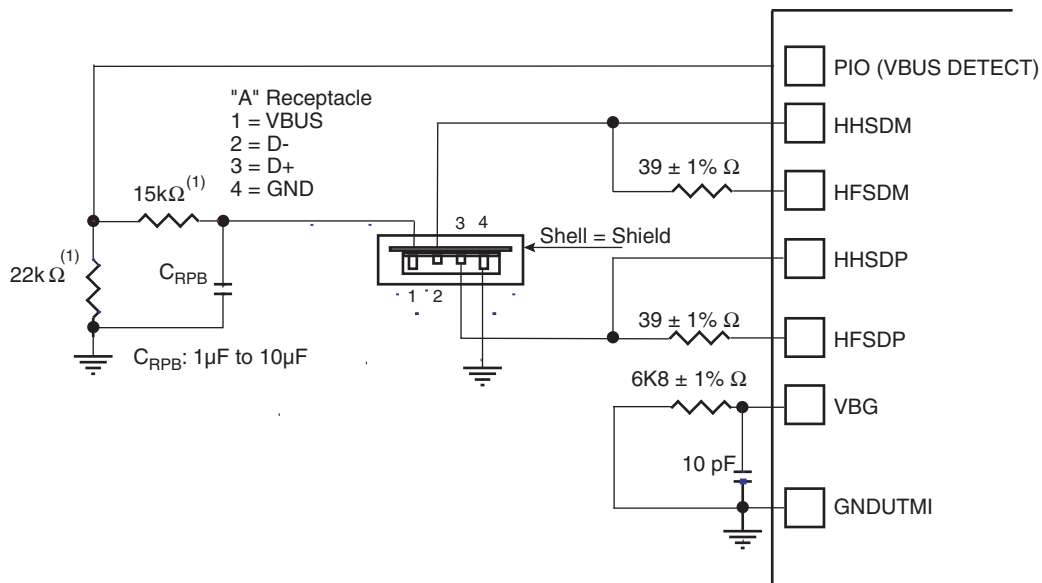 PIO (VBUS DETECT)
"A" Receptacle
1 = VBUS
2 = D-
3 = D+
4 = GND
HHSDM
39 ± 1% Ω
HFSDM
15kΩ (1)
3 4
Shell = Shield
HHSDP
22k Ω (1)
CRPB
1 2
39 ± 1% Ω
HFSDP
CRPB: 1µF to 10µF
6K8 ± 1% Ω
VBG
10 pF
GNDUTMI